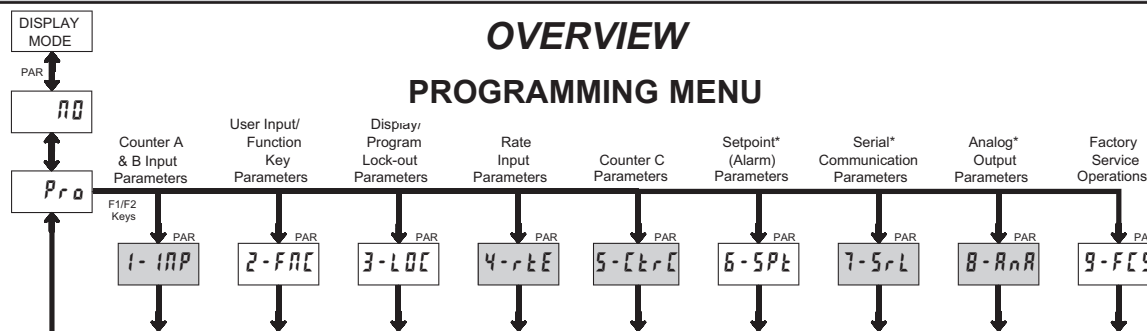 DISPLAY
MODE
OVERVIEW
PAR
PROGRAMMING MENU
NO
Pro
Counter A
& B Input
Parameters
User Input/
Function
Key
Parameters
Display/
Program
Lock-out
Parameters
Rate
Input
Parameters
Counter C
Parameters
Setpoint*
(Alarm)
Parameters
Serial*
Communication
Parameters
Analog*
Output
Parameters
Factory
Service
Operations
F1/F2
Keys
PAR
PAR
PAR
PAR
PAR
PAR
PAR
PAR
PA
1-INP
2-FNC
3-LOC
4-rtE
5-CtrC
6-SPt
7-SrL
8-AnA
9-FCS